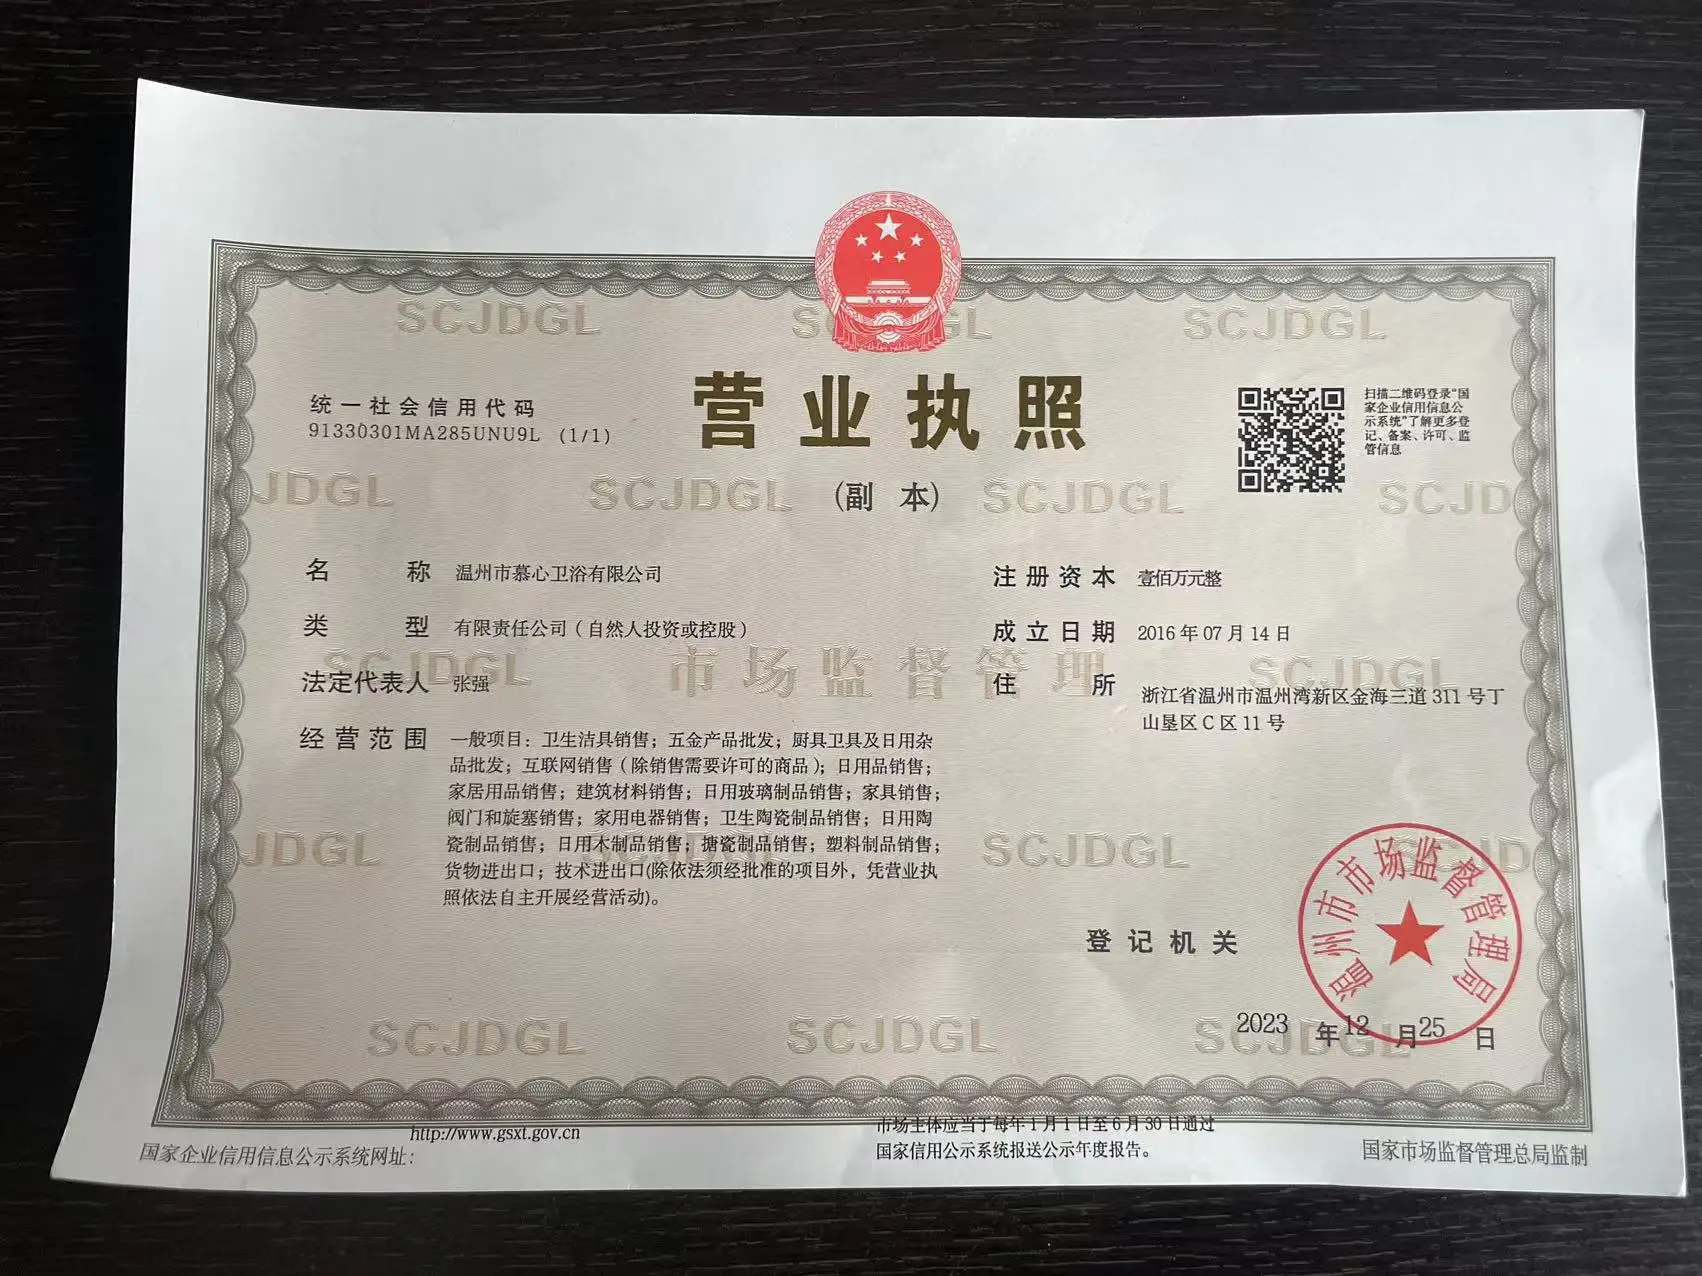 统一社会信用代码
91330301MA285UNU9L (1/1)
营业执照
(副 本)
扫描二维码登录“国
家企业信用信息公
示系统”了解更多登
记、备案、许可、监
管信息
名 称 温州市慕心卫浴有限公司
类 型 有限责任公司（自然人投资或控股）
法定代表人 张强
经营范围 一般项目：卫生洁具销售；五金产品批发；厨具卫具及日用杂
品批发；互联网销售（除销售需要许可的商品）；日用品销售；
家居用品销售；建筑材料销售；日用玻璃制品销售；家具销售；
阀门和旋塞销售；家用电器销售；卫生陶瓷制品销售；日用陶
瓷制品销售；日用木制品销售；搪瓷制品销售；塑料制品销售；
货物进出口；技术进出口(除依法须经批准的项目外，凭营业执
照依法自主开展经营活动)。
注册资本 壹佰万元整
成立日期 2016年07月14日
住 所 浙江省温州市温州湾新区金海三道311号丁
山垦区C区11号
登记机关
温州市市场监督管理局
2023 年 12 月 25 日
SCJDGL SCJDGL SCJDGL
JDGL SCJDGL SCJDGL SCJD
SCJDGL 市场监督管理 SCJDGL
JDGL SCJDGL SCJDGL SCJD
SCJDGL SCJDGL SCJDGL
国家企业信用信息公示系统网址：
http://www.gsxt.gov.cn
市场主体应当于每年1月1日至6月30日通过
国家信用公示系统报送公示年度报告。
国家市场监督管理总局监制